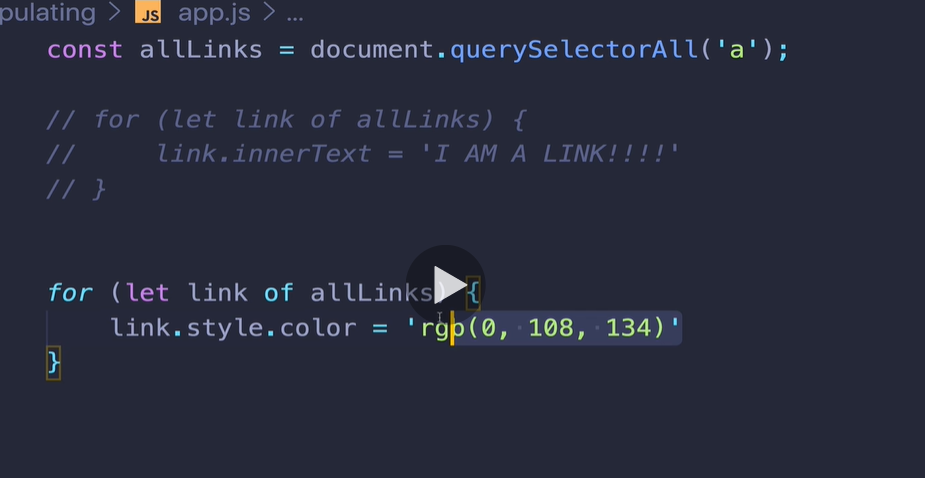 pulating > JS app.js > ...
const allLinks = document.querySelectorAll('a');
// for (let link of allLinks) {
//     link.innerText = 'I AM A LINK!!!!'
// }
for (let link of allLinks) {
    link.style.color = 'rgb(0, 108, 134)'
}